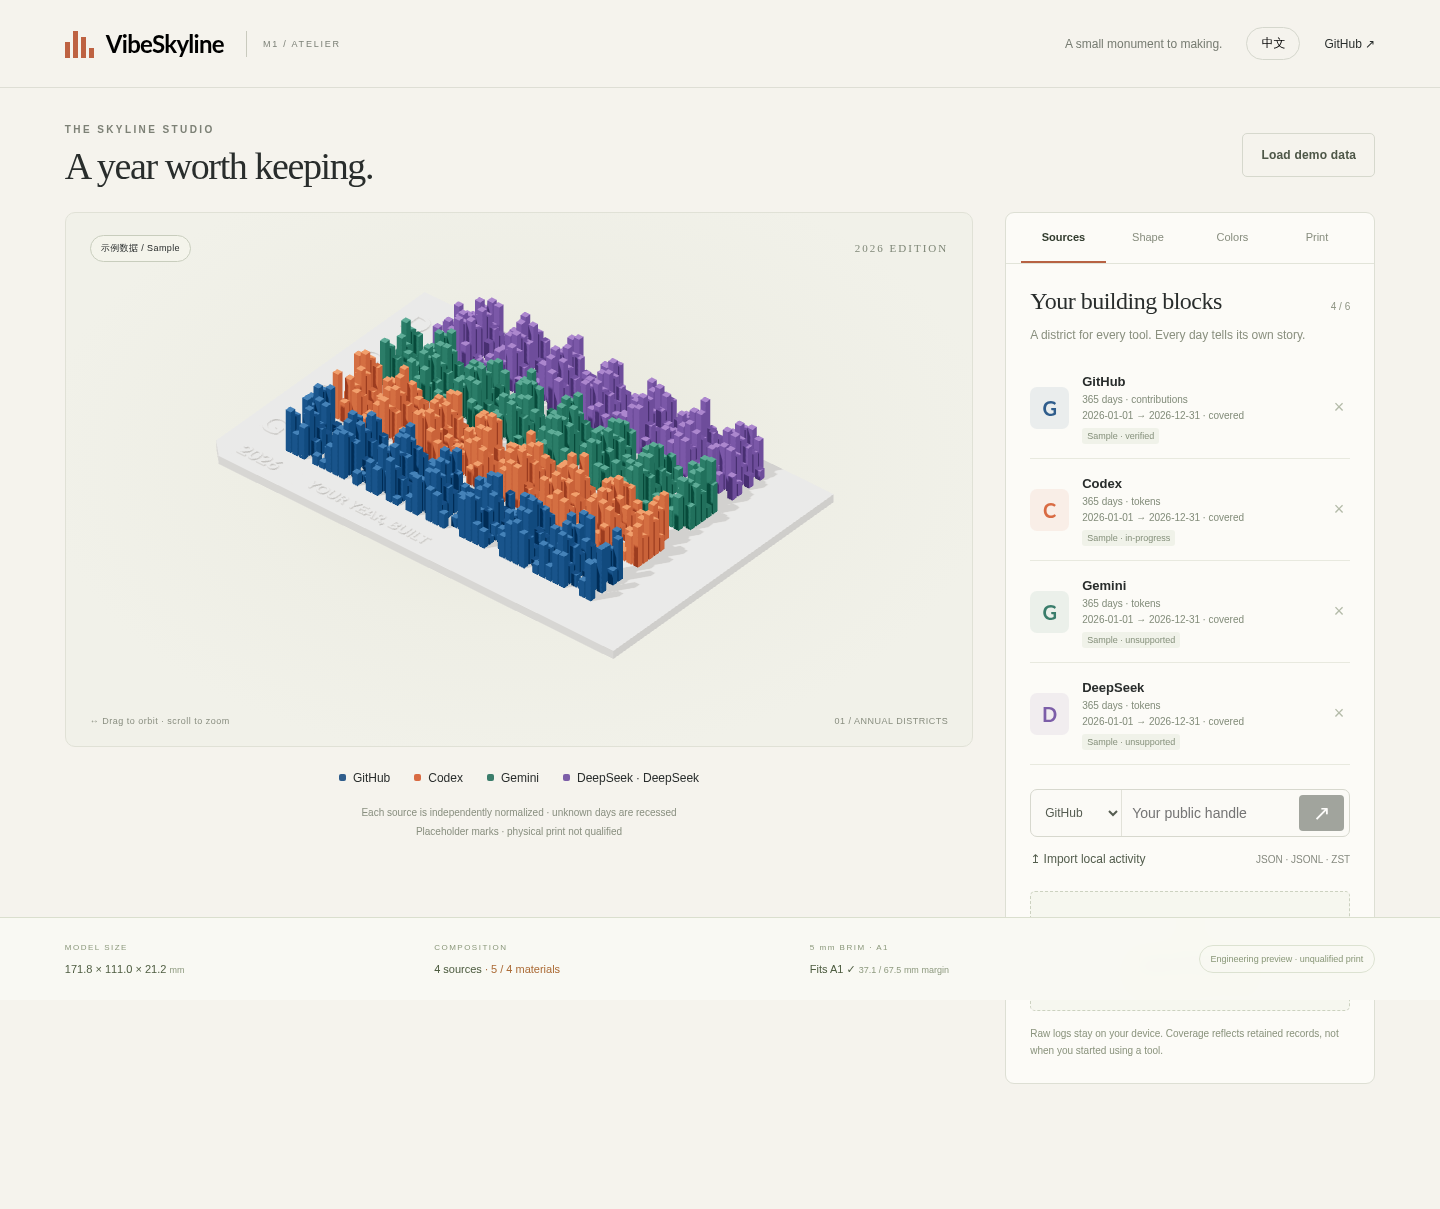 VibeSkyline
M1 / ATELIER
A small monument to making.
中文
GitHub ↗
THE SKYLINE STUDIO
A year worth keeping.
Load demo data
示例数据 / Sample
2026 EDITION
2026
YOUR YEAR, BUILT
↔ Drag to orbit · scroll to zoom
01 / ANNUAL DISTRICTS
GitHub
Codex
Gemini
DeepSeek · DeepSeek
Each source is independently normalized · unknown days are recessed
Placeholder marks · physical print not qualified
Sources
Shape
Colors
Print
Your building blocks
4 / 6
A district for every tool. Every day tells its own story.
G
GitHub
365 days · contributions
2026-01-01 → 2026-12-31 · covered
Sample · verified
×
C
Codex
365 days · tokens
2026-01-01 → 2026-12-31 · covered
Sample · in-progress
×
G
Gemini
365 days · tokens
2026-01-01 → 2026-12-31 · covered
Sample · unsupported
×
D
DeepSeek
365 days · tokens
2026-01-01 → 2026-12-31 · covered
Sample · unsupported
×
GitHub
Your public handle
↗
↥ Import local activity
JSON · JSONL · ZST
MODEL SIZE
171.8 × 111.0 × 21.2 mm
COMPOSITION
4 sources · 5 / 4 materials
5 mm BRIM · A1
Fits A1 ✓ 37.1 / 67.5 mm margin
Engineering preview · unqualified print
Raw logs stay on your device. Coverage reflects retained records, not
when you started using a tool.